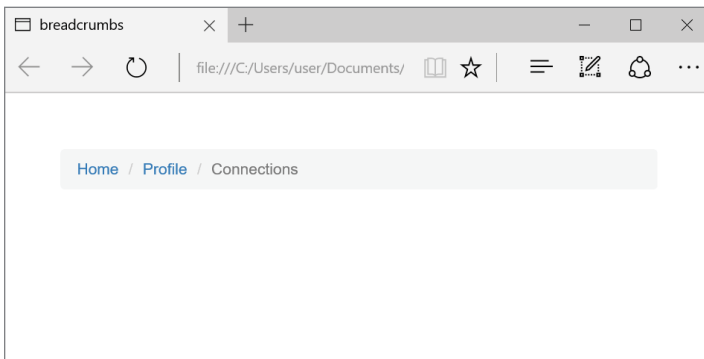 breadcrumbs
file:///C:/Users/user/Documents/
Home / Profile / Connections